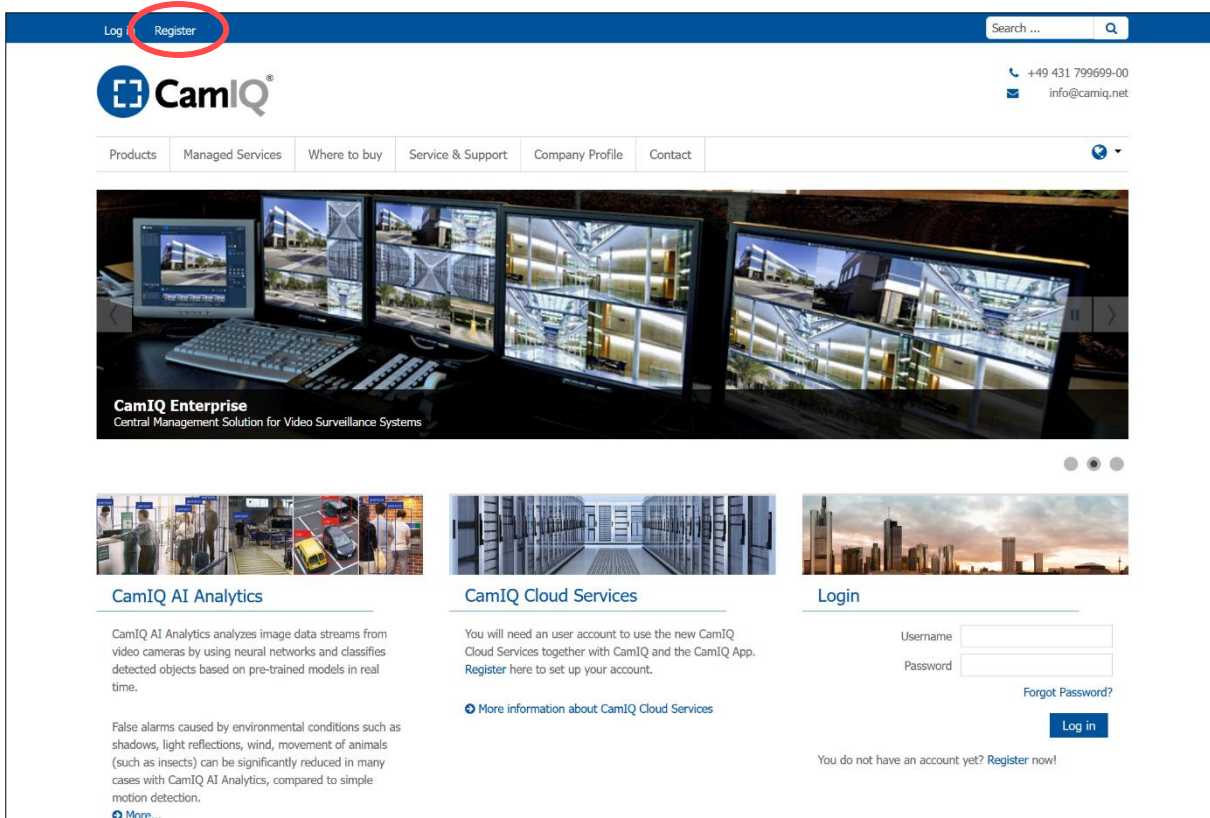 Log in Register
Search ...
CamIQ®
+49 431 799699-00
info@camiq.net
Products Managed Services Where to buy Service & Support Company Profile Contact
CamIQ Enterprise
Central Management Solution for Video Surveillance Systems
CamIQ AI Analytics
CamIQ AI Analytics analyzes image data streams from
video cameras by using neural networks and classifies
detected objects based on pre-trained models in real
time.
False alarms caused by environmental conditions such as
shadows, light reflections, wind, movement of animals
(such as insects) can be significantly reduced in many
cases with CamIQ AI Analytics, compared to simple
motion detection.
More...
CamIQ Cloud Services
You will need an user account to use the new CamIQ
Cloud Services together with CamIQ and the CamIQ App.
Register here to set up your account.
More information about CamIQ Cloud Services
Login
Username
Password
Forgot Password?
Log in
You do not have an account yet? Register now!